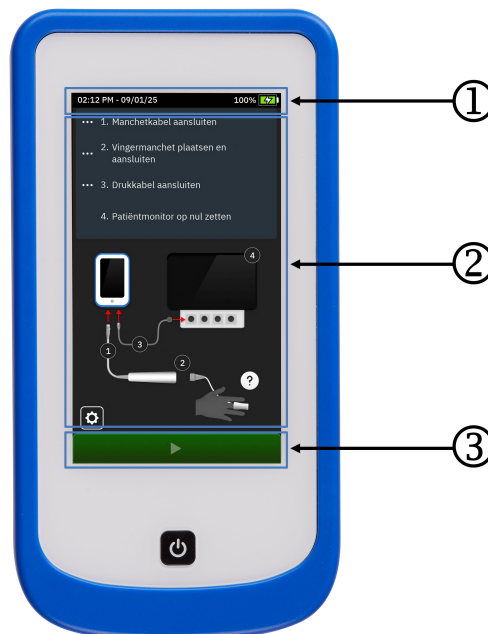 02:12 PM - 09/01/25 100%
1. Manchetkabel aansluiten
2. Vingermanchet plaatsen en
aansluiten
3. Drukkabel aansluiten
4. Patiëntmonitor op nul zetten
4
1
3
2
?
1
2
3